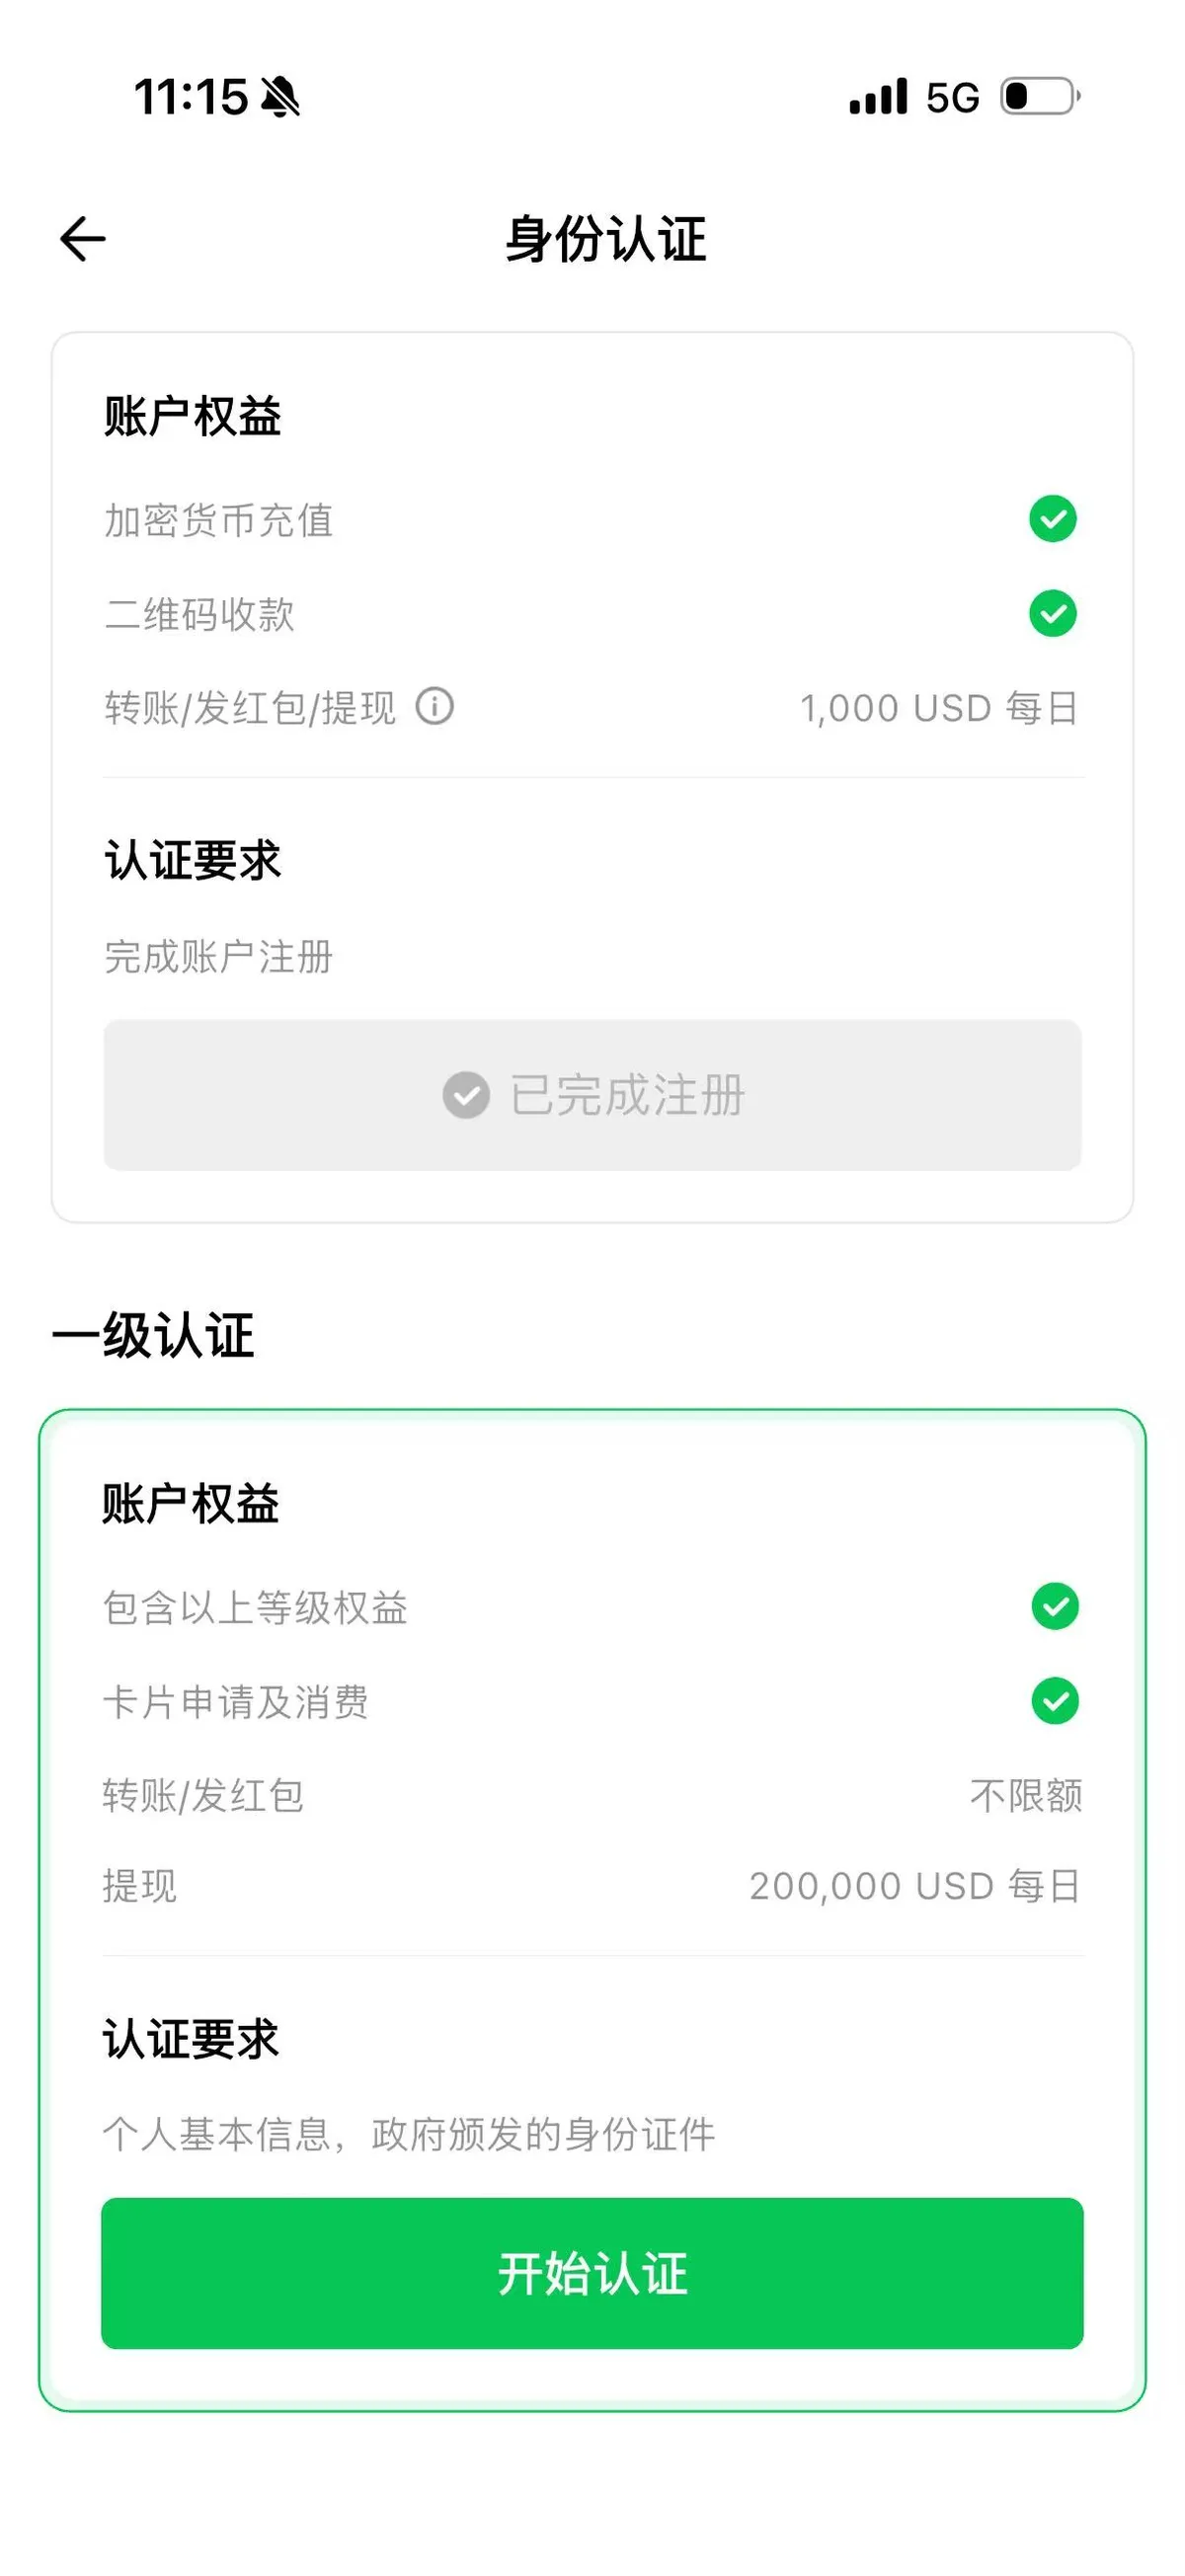 11:15
5G
身份认证
账户权益
加密货币充值
二维码收款
转账/发红包/提现 1,000 USD 每日
认证要求
完成账户注册
已完成注册
一级认证
账户权益
包含以上等级权益
卡片申请及消费
转账/发红包 不限额
提现 200,000 USD 每日
认证要求
个人基本信息，政府颁发的身份证件
开始认证